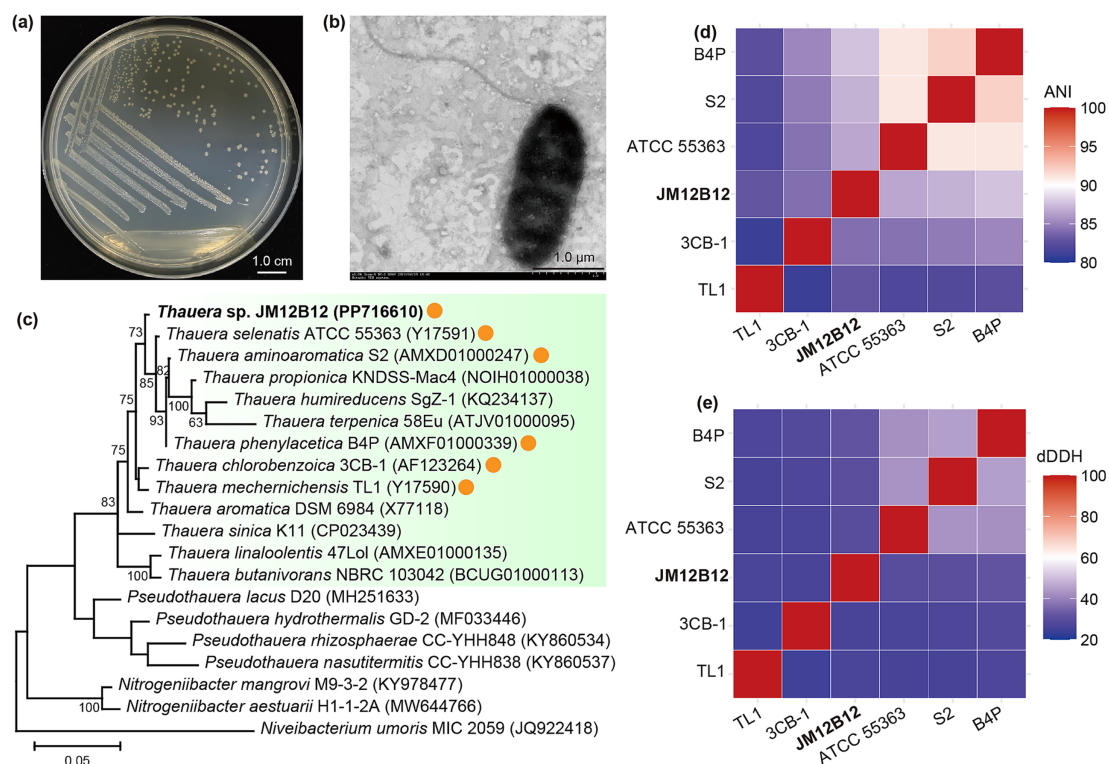 (a)
1.0 cm
(b)
1.0 µm
(c)
Thauera sp. JM12B12 (PP716610)
73
Thauera selenatis ATCC 55363 (Y17591)
Thauera aminoaromatica S2 (AMXD01000247)
82
85
Thauera propionica KNDSS-Mac4 (NOIH01000038)
100
Thauera humireducens SgZ-1 (KQ234137)
75
93
63
Thauera terpenica 58Eu (ATJV01000095)
Thauera phenylacetica B4P (AMXF01000339)
75
Thauera chlorobenzoica 3CB-1 (AF123264)
Thauera mechernichensis TL1 (Y17590)
83
Thauera aromatica DSM 6984 (X77118)
Thauera sinica K11 (CP023439)
Thauera linaloolentis 47Lol (AMXE01000135)
100
Thauera butanivorans NBRC 103042 (BCUG01000113)
Pseudothauera lacus D20 (MH251633)
Pseudothauera hydrothermalis GD-2 (MF033446)
Pseudothauera rhizosphaerae CC-YHH848 (KY860534)
Pseudothauera nasutitermitis CC-YHH838 (KY860537)
Nitrogeniibacter mangrovi M9-3-2 (KY978477)
100
Nitrogeniibacter aestuarii H1-1-2A (MW644766)
Niveibacterium umoris MIC 2059 (JQ922418)
0.05
(d)
B4P
S2
ATCC 55363
JM12B12
3CB-1
TL1
TL1
3CB-1
JM12B12
ATCC 55363
S2
B4P
ANI
100
95
90
85
80
(e)
B4P
S2
ATCC 55363
JM12B12
3CB-1
TL1
TL1
3CB-1
JM12B12
ATCC 55363
S2
B4P
dDDH
100
80
60
40
20